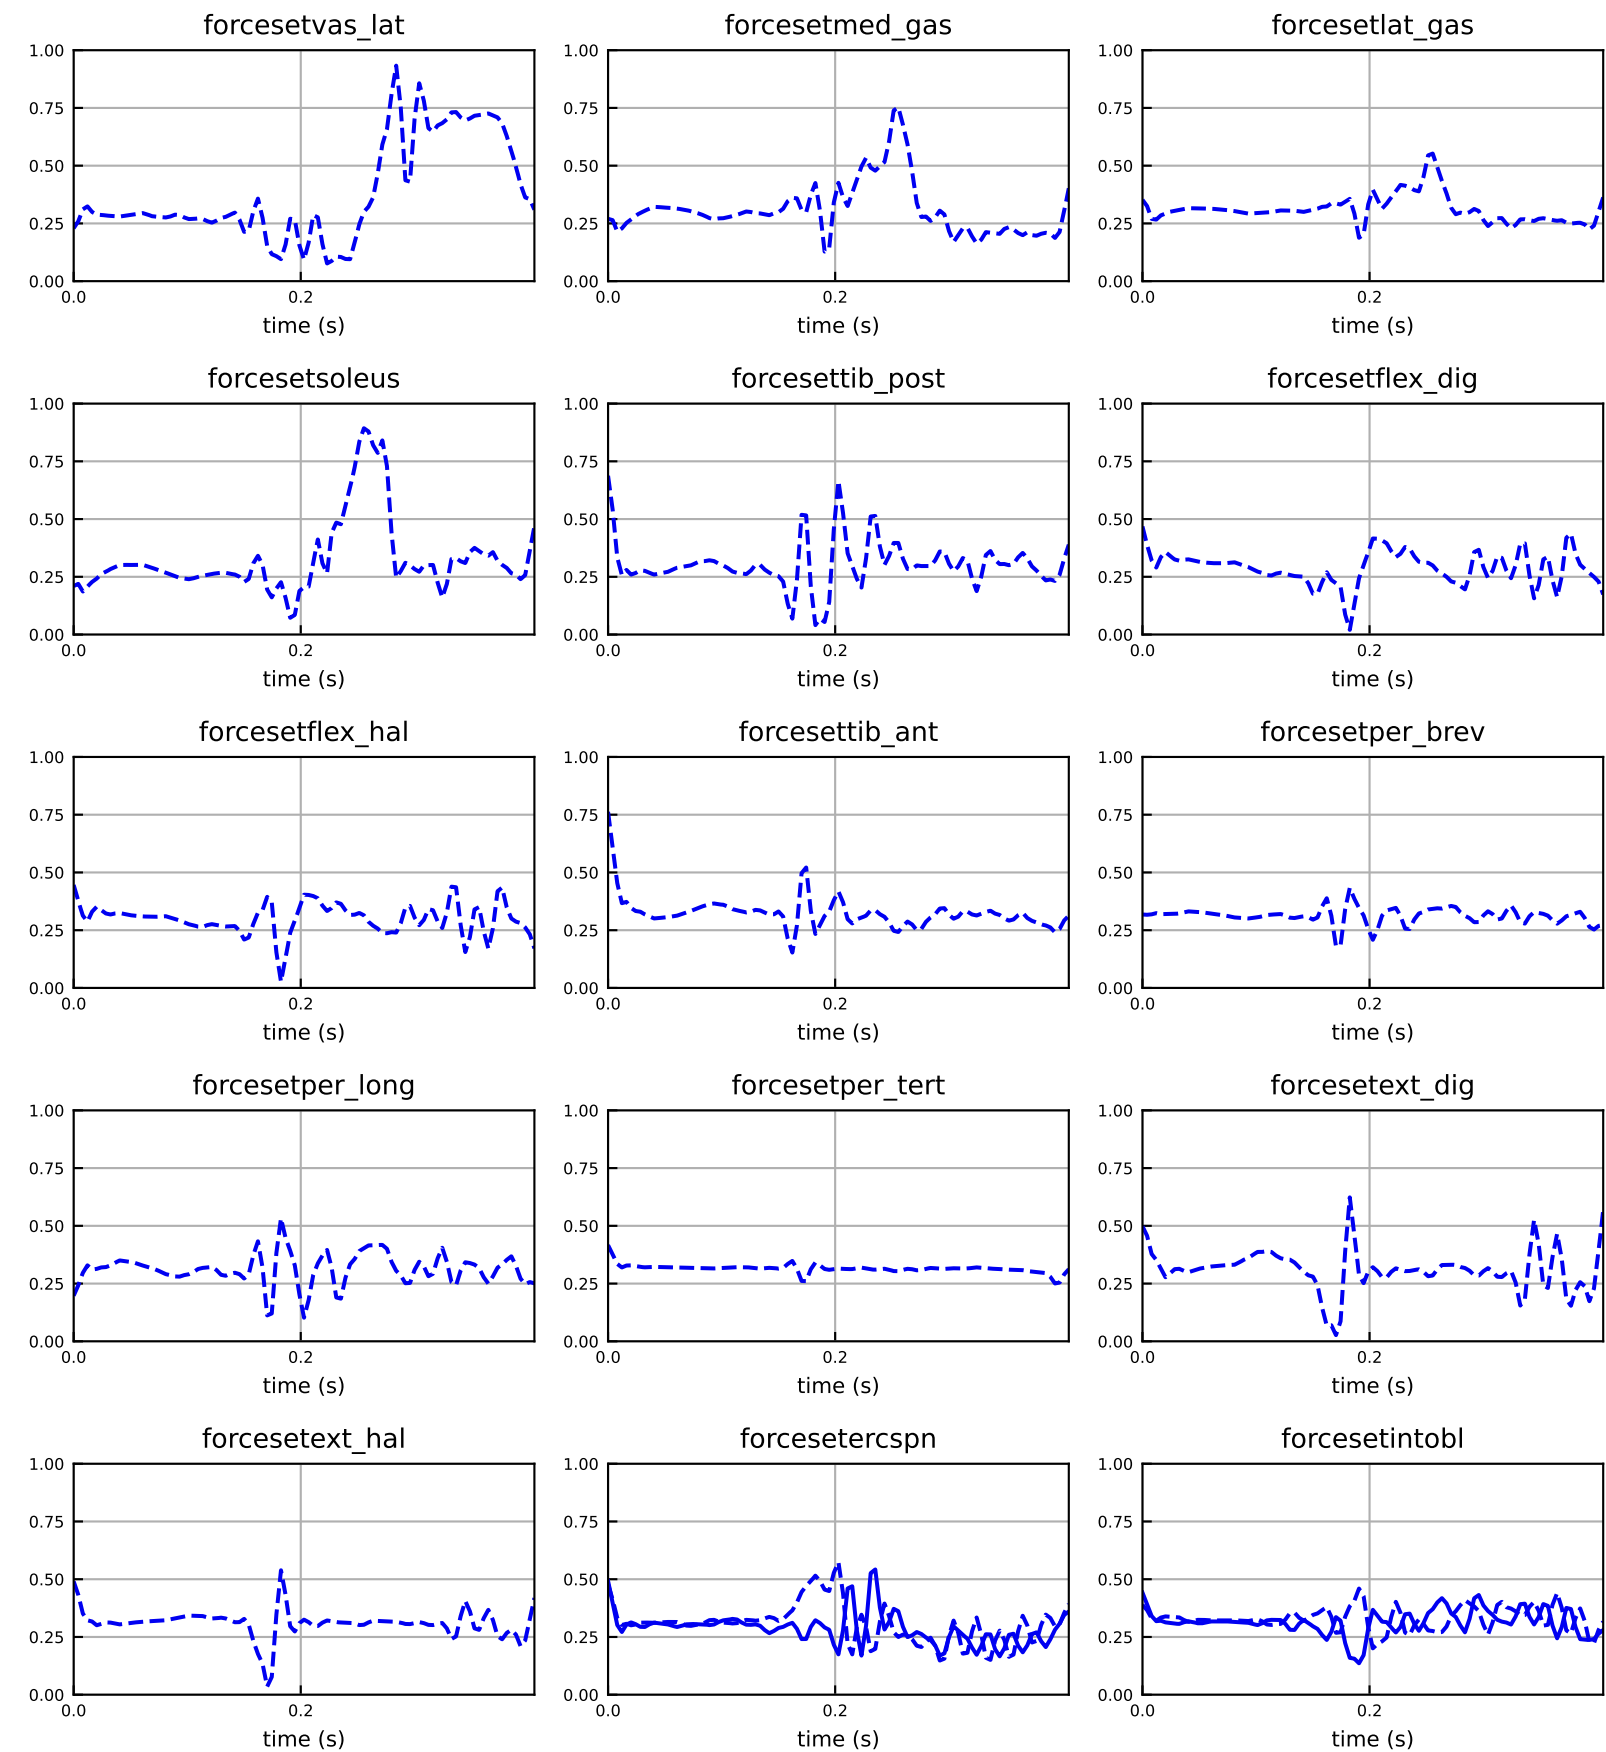 forcesetvas_lat forcesetmed_gas forcesetlat_gas
1.00 1.00 1.00
0.75 0.75 0.75
0.50 0.50 0.50
0.25 0.25 0.25
0.00 0.00 0.00
0.0 0.2 0.0 0.2 0.0 0.2
time (s) time (s) time (s)
forcesetsoleus forcesettib_post forcesetflex_dig
1.00 1.00 1.00
0.75 0.75 0.75
0.50 0.50 0.50
0.25 0.25 0.25
0.00 0.00 0.00
0.0 0.2 0.0 0.2 0.0 0.2
time (s) time (s) time (s)
forcesetflex_hal forcesettib_ant forcesetper_brev
1.00 1.00 1.00
0.75 0.75 0.75
0.50 0.50 0.50
0.25 0.25 0.25
0.00 0.00 0.00
0.0 0.2 0.0 0.2 0.0 0.2
time (s) time (s) time (s)
forcesetper_long forcesetper_tert forcesetext_dig
1.00 1.00 1.00
0.75 0.75 0.75
0.50 0.50 0.50
0.25 0.25 0.25
0.00 0.00 0.00
0.0 0.2 0.0 0.2 0.0 0.2
time (s) time (s) time (s)
forcesetext_hal forcesetercspn forcesetintobl
1.00 1.00 1.00
0.75 0.75 0.75
0.50 0.50 0.50
0.25 0.25 0.25
0.00 0.00 0.00
0.0 0.2 0.0 0.2 0.0 0.2
time (s) time (s) time (s)